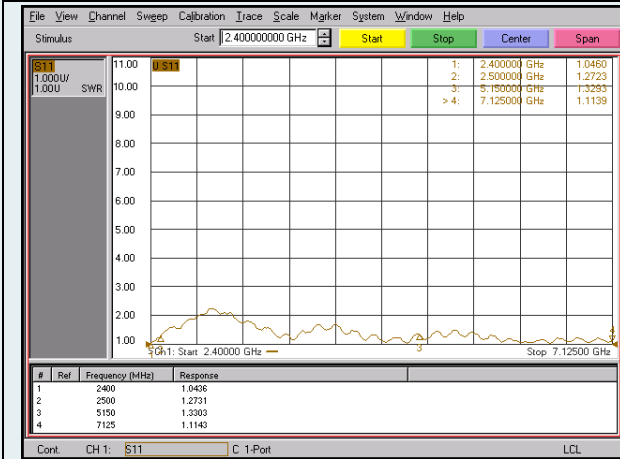 File View Channel Sweep Calibration Trace Scale Marker System Window Help
Stimulus Start 2.400000000 GHz Start Stop Center Span
S11
1.000U/
1.00U SWR
U S11
11.00
10.00
9.00
8.00
7.00
6.00
5.00
4.00
3.00
2.00
1.00
1: 2.400000 GHz 1.0460
2: 2.500000 GHz 1.2723
3: 5.150000 GHz 1.3293
> 4: 7.125000 GHz 1.1139
3
4
Ch1: Start 2.40000 GHz Stop 7.12500 GHz
# Ref Frequency (MHz) Response
1 2400 1.0436
2 2500 1.2731
3 5150 1.3303
4 7125 1.1143
Cont. CH 1: S11 C 1-Port LCL